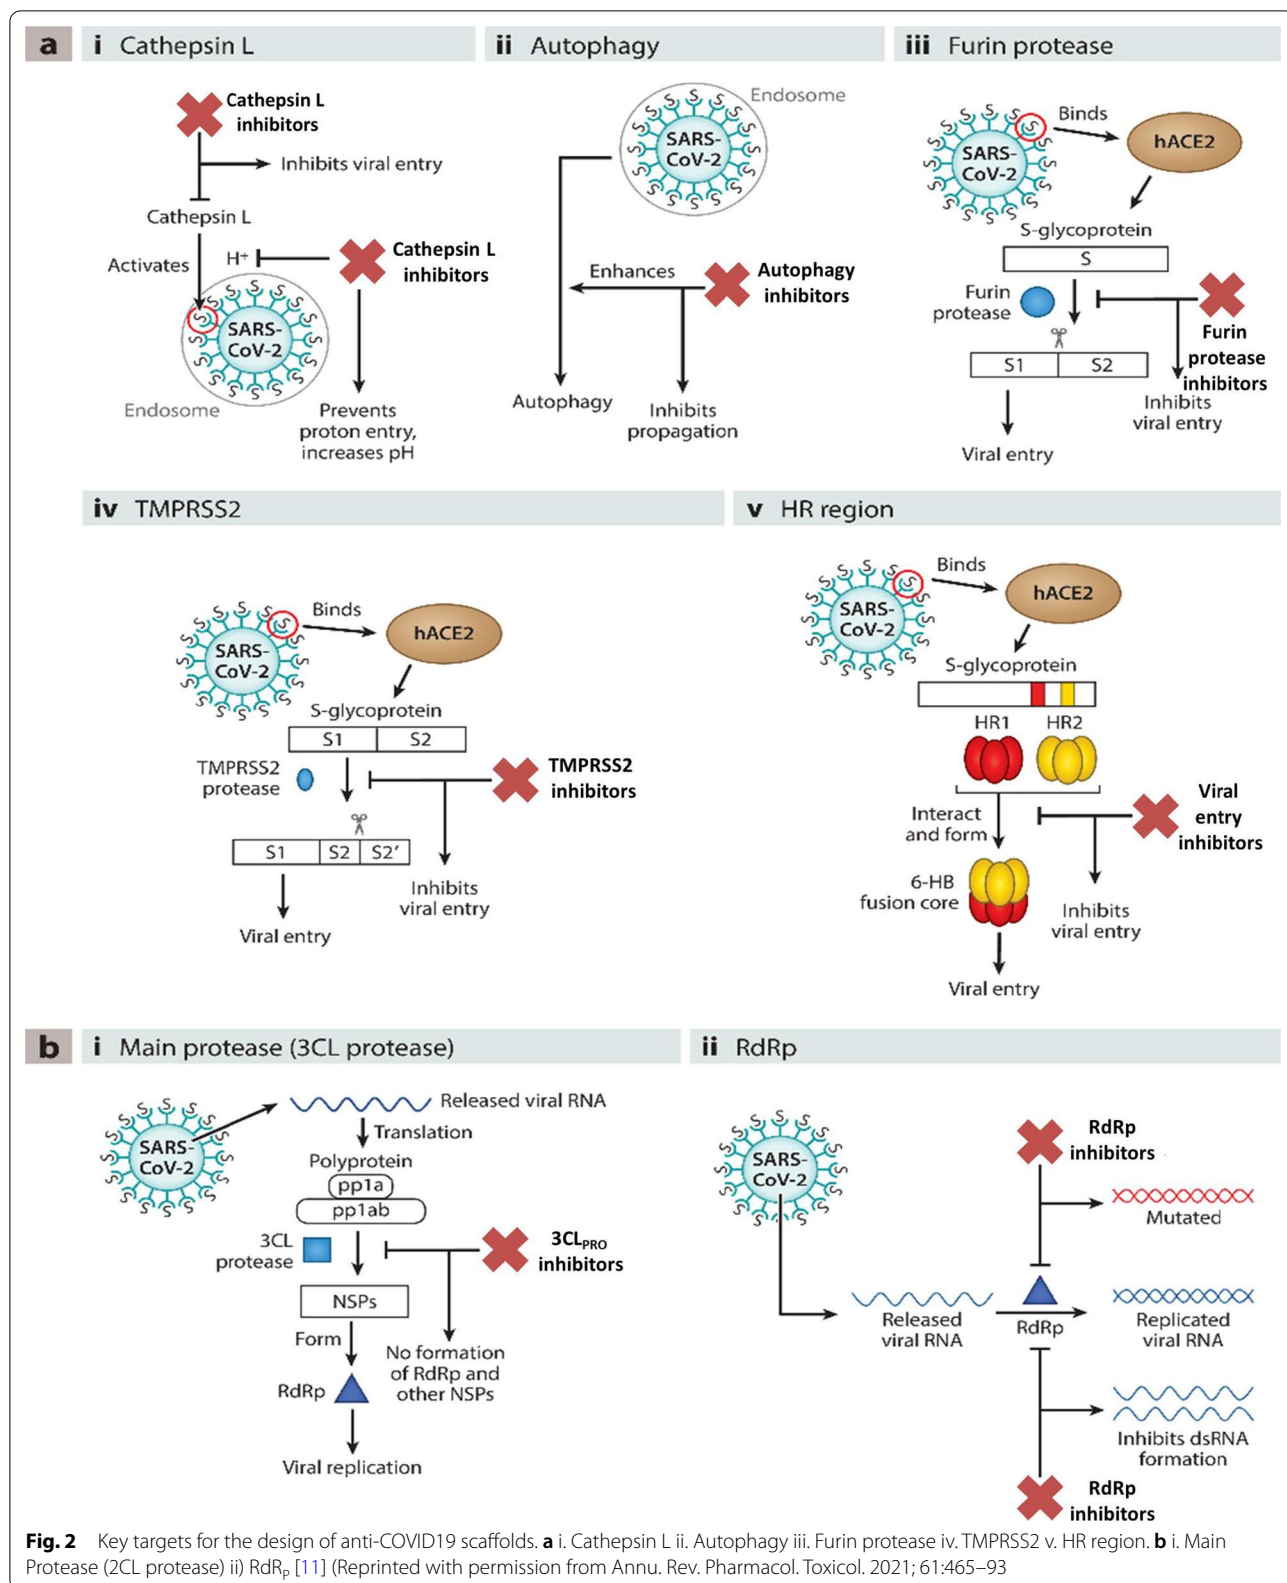 a i Cathepsin L
Cathepsin L
inhibitors
Inhibits viral entry
Cathepsin L
Activates
H⁺
Cathepsin L
inhibitors
S S S S S S S S S S S S S S S S
SARS-
CoV-2
Endosome
Prevents
proton entry,
increases pH
ii Autophagy
Endosome
SARS-
CoV-2
Enhances
Autophagy
inhibitors
Autophagy
Inhibits
propagation
iii Furin protease
SARS-
CoV-2
Binds
hACE2
S-glycoprotein
S
Furin
protease
S1 S2
Furin
protease
inhibitors
Inhibits
viral entry
Viral entry
iv TMPRSS2
SARS-
CoV-2
Binds
hACE2
S-glycoprotein
S1 S2
TMPRSS2
protease
TMPRSS2
inhibitors
S1 S2 S2′
Inhibits
viral entry
Viral entry
v HR region
SARS-
CoV-2
Binds
hACE2
S-glycoprotein
HR1 HR2
Interact
and form
Viral
entry
inhibitors
6-HB
fusion core
Inhibits
viral entry
Viral entry
b i Main protease (3CL protease)
SARS-
CoV-2
Released viral RNA
Translation
Polyprotein
pp1a
pp1ab
3CL
protease
3CLPRO
inhibitors
NSPs
Form
No formation
of RdRp and
other NSPs
RdRp
Viral replication
ii RdRp
SARS-
CoV-2
RdRp
inhibitors
Mutated
Released
viral RNA
RdRp
Replicated
viral RNA
Inhibits dsRNA
formation
RdRp
inhibitors
Fig. 2 Key targets for the design of anti-COVID19 scaffolds. a i. Cathepsin L ii. Autophagy iii. Furin protease iv. TMPRSS2 v. HR region. b i. Main
Protease (2CL protease) ii) RdRp [11] (Reprinted with permission from Annu. Rev. Pharmacol. Toxicol. 2021; 61:465–93